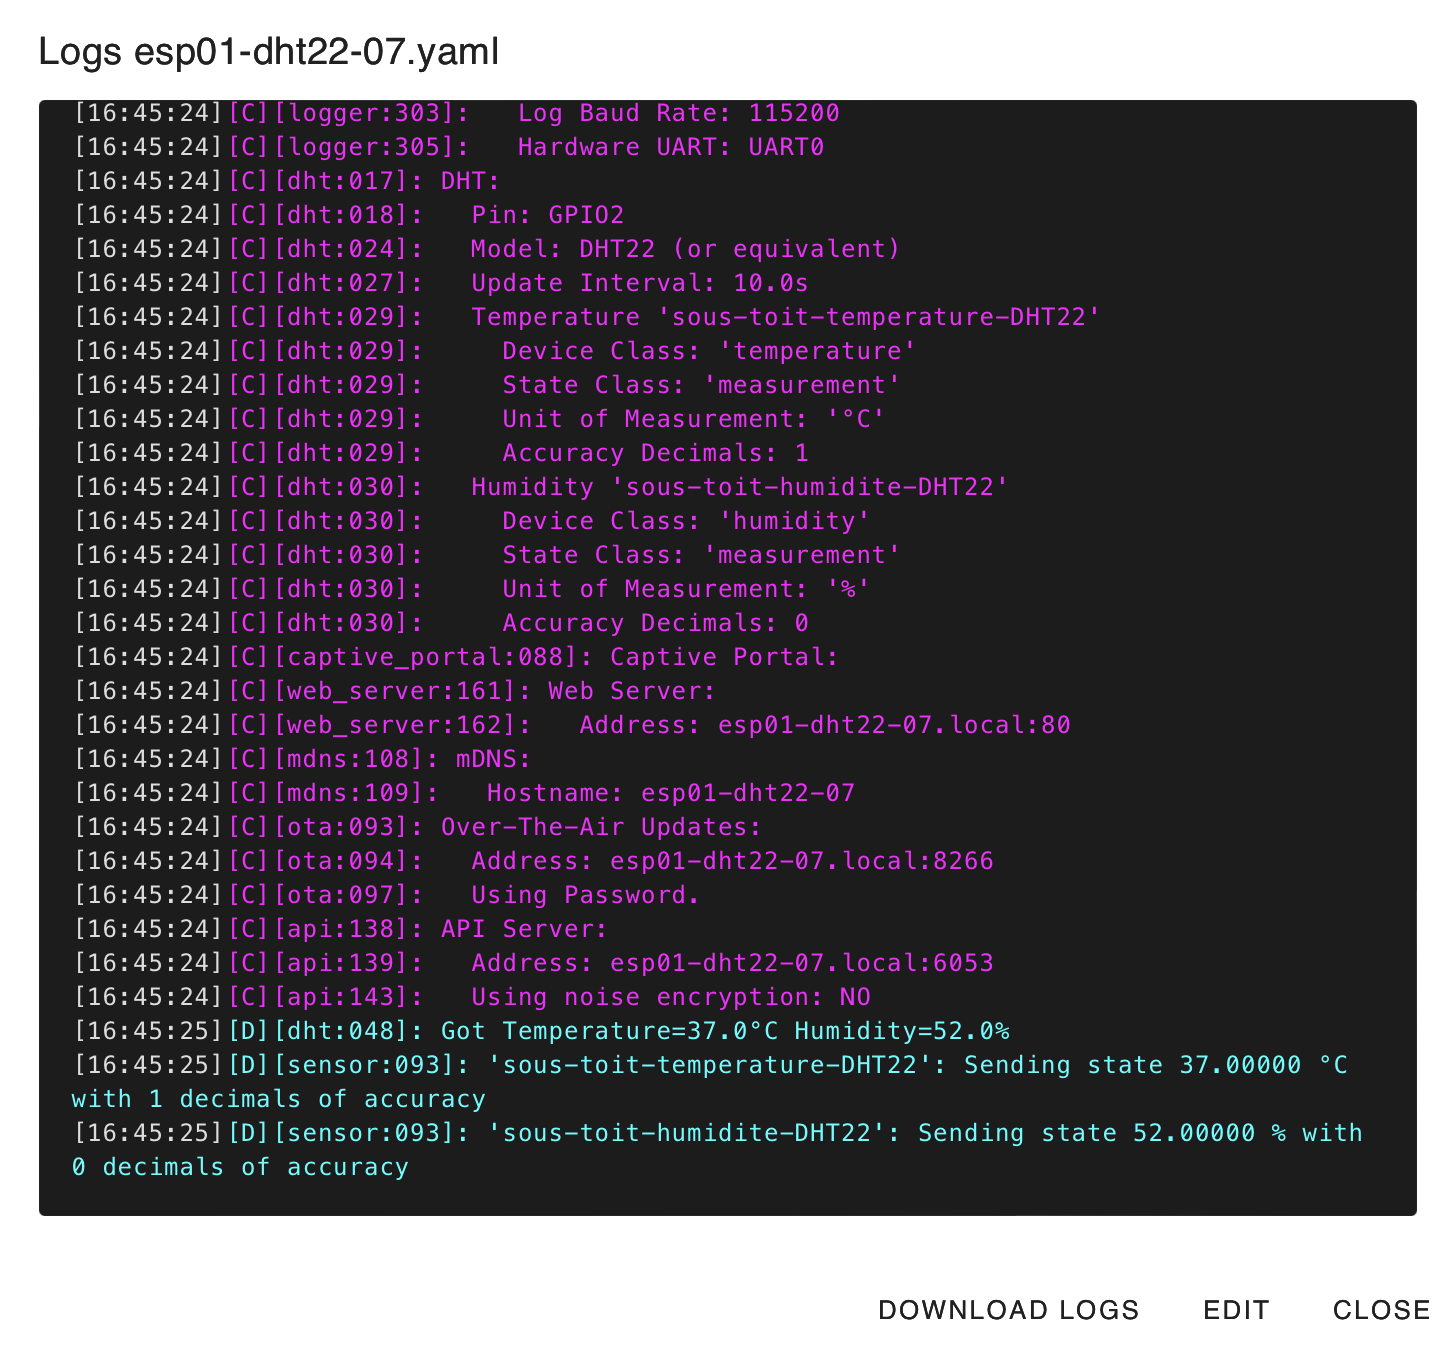 Logs esp01-dht22-07.yaml
[16:45:24][C][logger:303]:   Log Baud Rate: 115200
[16:45:24][C][logger:305]:   Hardware UART: UART0
[16:45:24][C][dht:017]: DHT:
[16:45:24][C][dht:018]:   Pin: GPIO2
[16:45:24][C][dht:024]:   Model: DHT22 (or equivalent)
[16:45:24][C][dht:027]:   Update Interval: 10.0s
[16:45:24][C][dht:029]:   Temperature 'sous-toit-temperature-DHT22'
[16:45:24][C][dht:029]:     Device Class: 'temperature'
[16:45:24][C][dht:029]:     State Class: 'measurement'
[16:45:24][C][dht:029]:     Unit of Measurement: '°C'
[16:45:24][C][dht:029]:     Accuracy Decimals: 1
[16:45:24][C][dht:030]:   Humidity 'sous-toit-humidite-DHT22'
[16:45:24][C][dht:030]:     Device Class: 'humidity'
[16:45:24][C][dht:030]:     State Class: 'measurement'
[16:45:24][C][dht:030]:     Unit of Measurement: '%'
[16:45:24][C][dht:030]:     Accuracy Decimals: 0
[16:45:24][C][captive_portal:088]: Captive Portal:
[16:45:24][C][web_server:161]: Web Server:
[16:45:24][C][web_server:162]:   Address: esp01-dht22-07.local:80
[16:45:24][C][mdns:108]: mDNS:
[16:45:24][C][mdns:109]:   Hostname: esp01-dht22-07
[16:45:24][C][ota:093]: Over-The-Air Updates:
[16:45:24][C][ota:094]:   Address: esp01-dht22-07.local:8266
[16:45:24][C][ota:097]:   Using Password.
[16:45:24][C][api:138]: API Server:
[16:45:24][C][api:139]:   Address: esp01-dht22-07.local:6053
[16:45:24][C][api:143]:   Using noise encryption: NO
[16:45:25][D][dht:048]: Got Temperature=37.0°C Humidity=52.0%
[16:45:25][D][sensor:093]: 'sous-toit-temperature-DHT22': Sending state 37.00000 °C
with 1 decimals of accuracy
[16:45:25][D][sensor:093]: 'sous-toit-humidite-DHT22': Sending state 52.00000 % with
0 decimals of accuracy
DOWNLOAD LOGS EDIT CLOSE